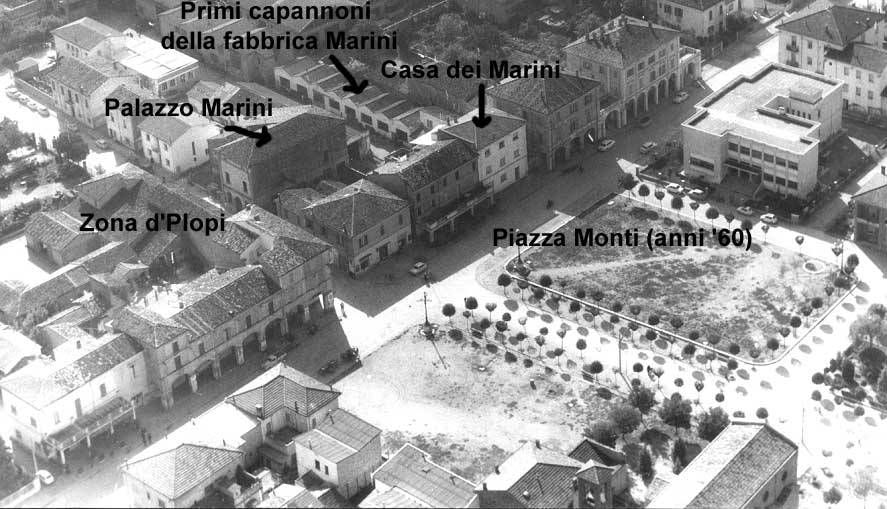 Primi capannoni
della fabbrica Marini
Casa dei Marini
Palazzo Marini
Zona d'Plopi
Piazza Monti (anni '60)